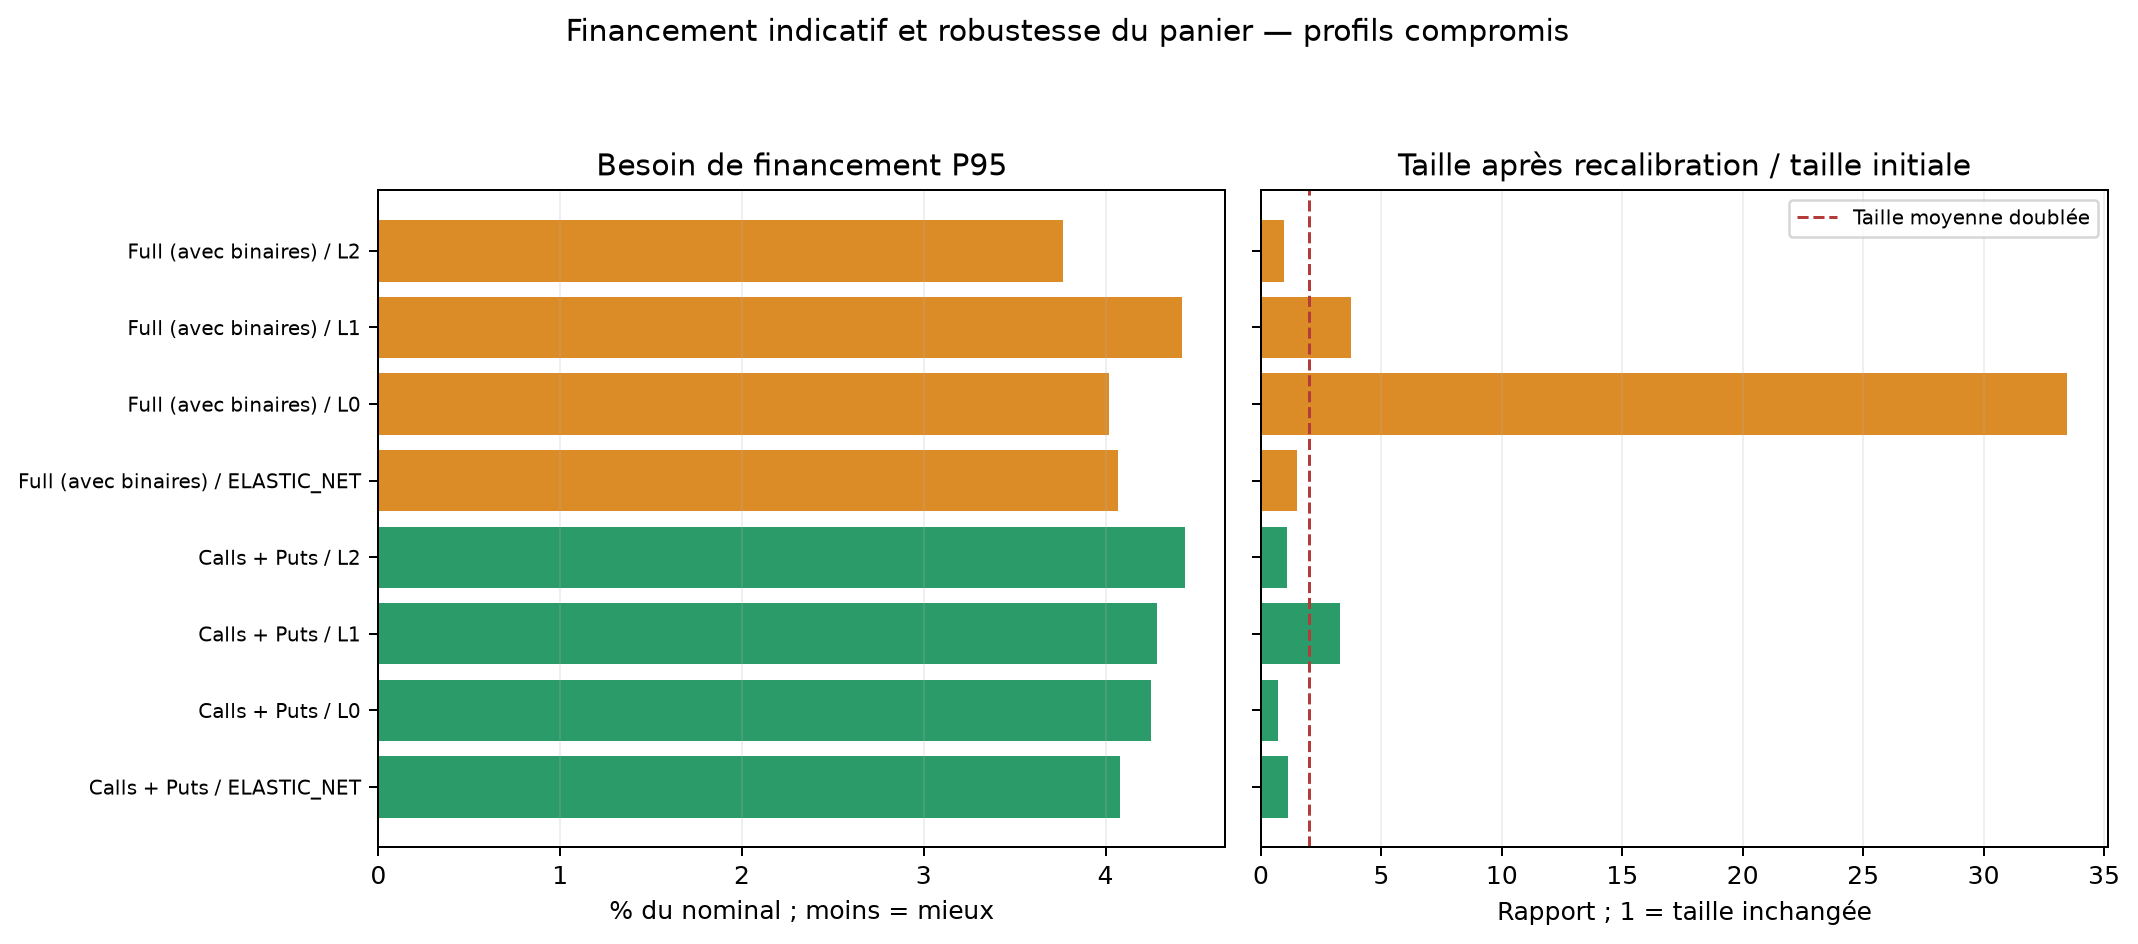 Financement indicatif et robustesse du panier — profils compromis
Besoin de financement P95
Full (avec binaires) / L2
Full (avec binaires) / L1
Full (avec binaires) / L0
Full (avec binaires) / ELASTIC_NET
Calls + Puts / L2
Calls + Puts / L1
Calls + Puts / L0
Calls + Puts / ELASTIC_NET
0 1 2 3 4
% du nominal ; moins = mieux
Taille après recalibration / taille initiale
Taille moyenne doublée
0 5 10 15 20 25 30 35
Rapport ; 1 = taille inchangée